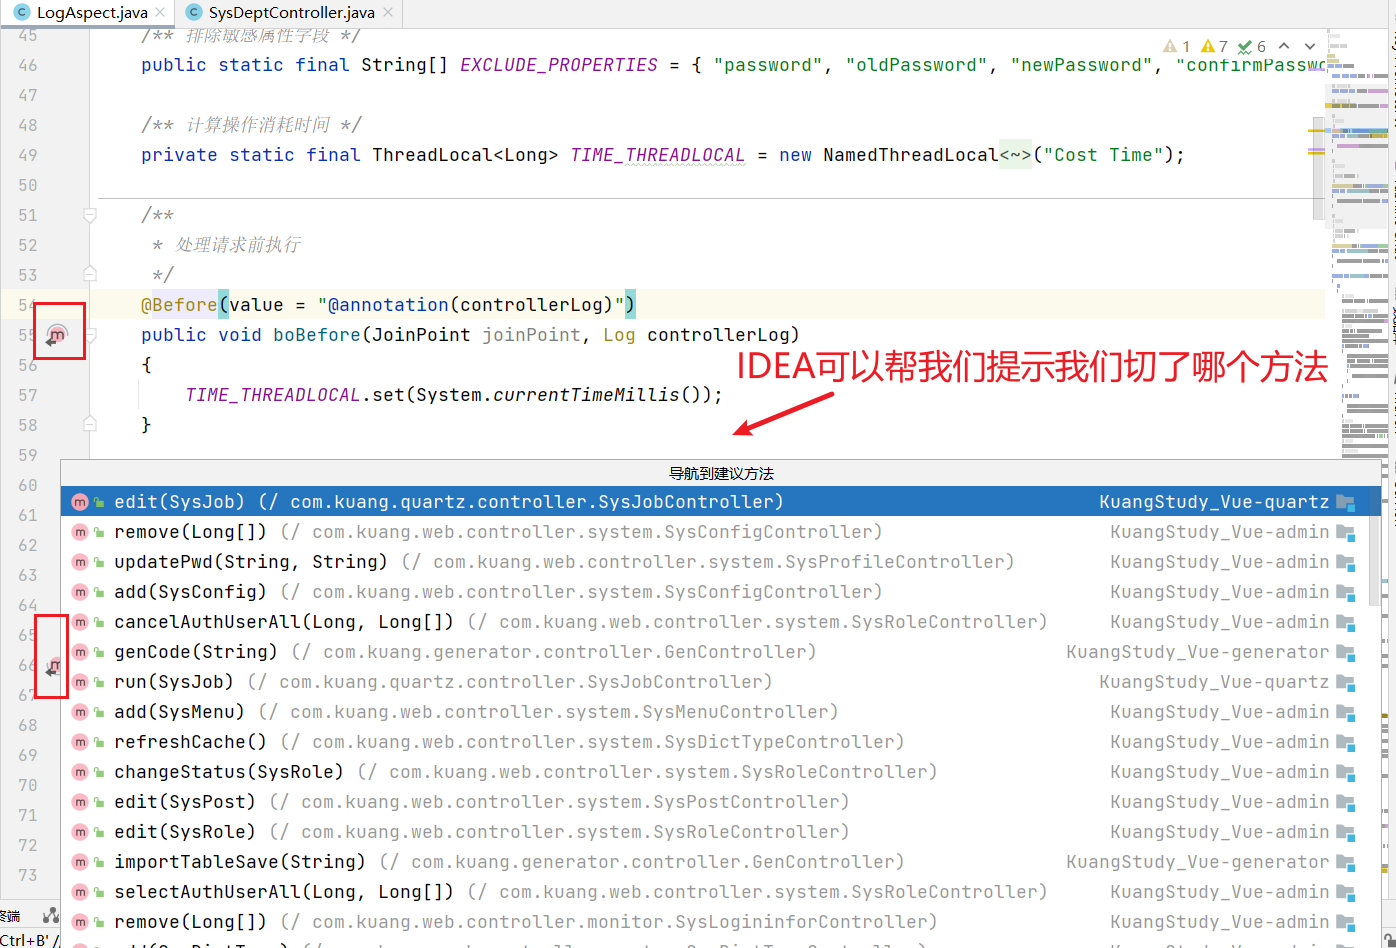 LogAspect.java SysDeptController.java
45 /** 排除敏感属性字段 */
1 7 6
46 public static final String[] EXCLUDE_PROPERTIES = { "password", "oldPassword", "newPassword", "confirmPassw
47
48 /** 计算操作消耗时间 */
49 private static final ThreadLocal<Long> TIME_THREADLOCAL = new NamedThreadLocal<~>("Cost Time");
50
51 /**
52 * 处理请求前执行
53 */
54 @Before(value = "@annotation(controllerLog)")
55 public void boBefore(JoinPoint joinPoint, Log controllerLog)
56 {
IDEA可以帮我们提示我们切了哪个方法
57 TIME_THREADLOCAL.set(System.currentTimeMillis());
58 }
59
60 导航到建议方法
m edit(SysJob) (/ com.kuang.quartz.controller.SysJobController) KuangStudy_Vue-quartz
61 m remove(Long[]) (/ com.kuang.web.controller.system.SysConfigController) KuangStudy_Vue-admin
62 m updatePwd(String, String) (/ com.kuang.web.controller.system.SysProfileController) KuangStudy_Vue-admin
63 m add(SysConfig) (/ com.kuang.web.controller.system.SysConfigController) KuangStudy_Vue-admin
64 m cancelAuthUserAll(Long, Long[]) (/ com.kuang.web.controller.system.SysRoleController) KuangStudy_Vue-admin
65 m genCode(String) (/ com.kuang.generator.controller.GenController) KuangStudy_Vue-generator
66 m run(SysJob) (/ com.kuang.quartz.controller.SysJobController) KuangStudy_Vue-quartz
67 m add(SysMenu) (/ com.kuang.web.controller.system.SysMenuController) KuangStudy_Vue-admin
68 m refreshCache() (/ com.kuang.web.controller.system.SysDictTypeController) KuangStudy_Vue-admin
69 m changeStatus(SysRole) (/ com.kuang.web.controller.system.SysRoleController) KuangStudy_Vue-admin
70 m edit(SysPost) (/ com.kuang.web.controller.system.SysPostController) KuangStudy_Vue-admin
71 m edit(SysRole) (/ com.kuang.web.controller.system.SysRoleController) KuangStudy_Vue-admin
72 m importTableSave(String) (/ com.kuang.generator.controller.GenController) KuangStudy_Vue-generator
73 m selectAuthUserAll(Long, Long[]) (/ com.kuang.web.controller.system.SysRoleController) KuangStudy_Vue-admin
终端 m remove(Long[]) (/ com.kuang.web.controller.monitor.SysLogininforController) KuangStudy_Vue-admin
Ctrl+B' //